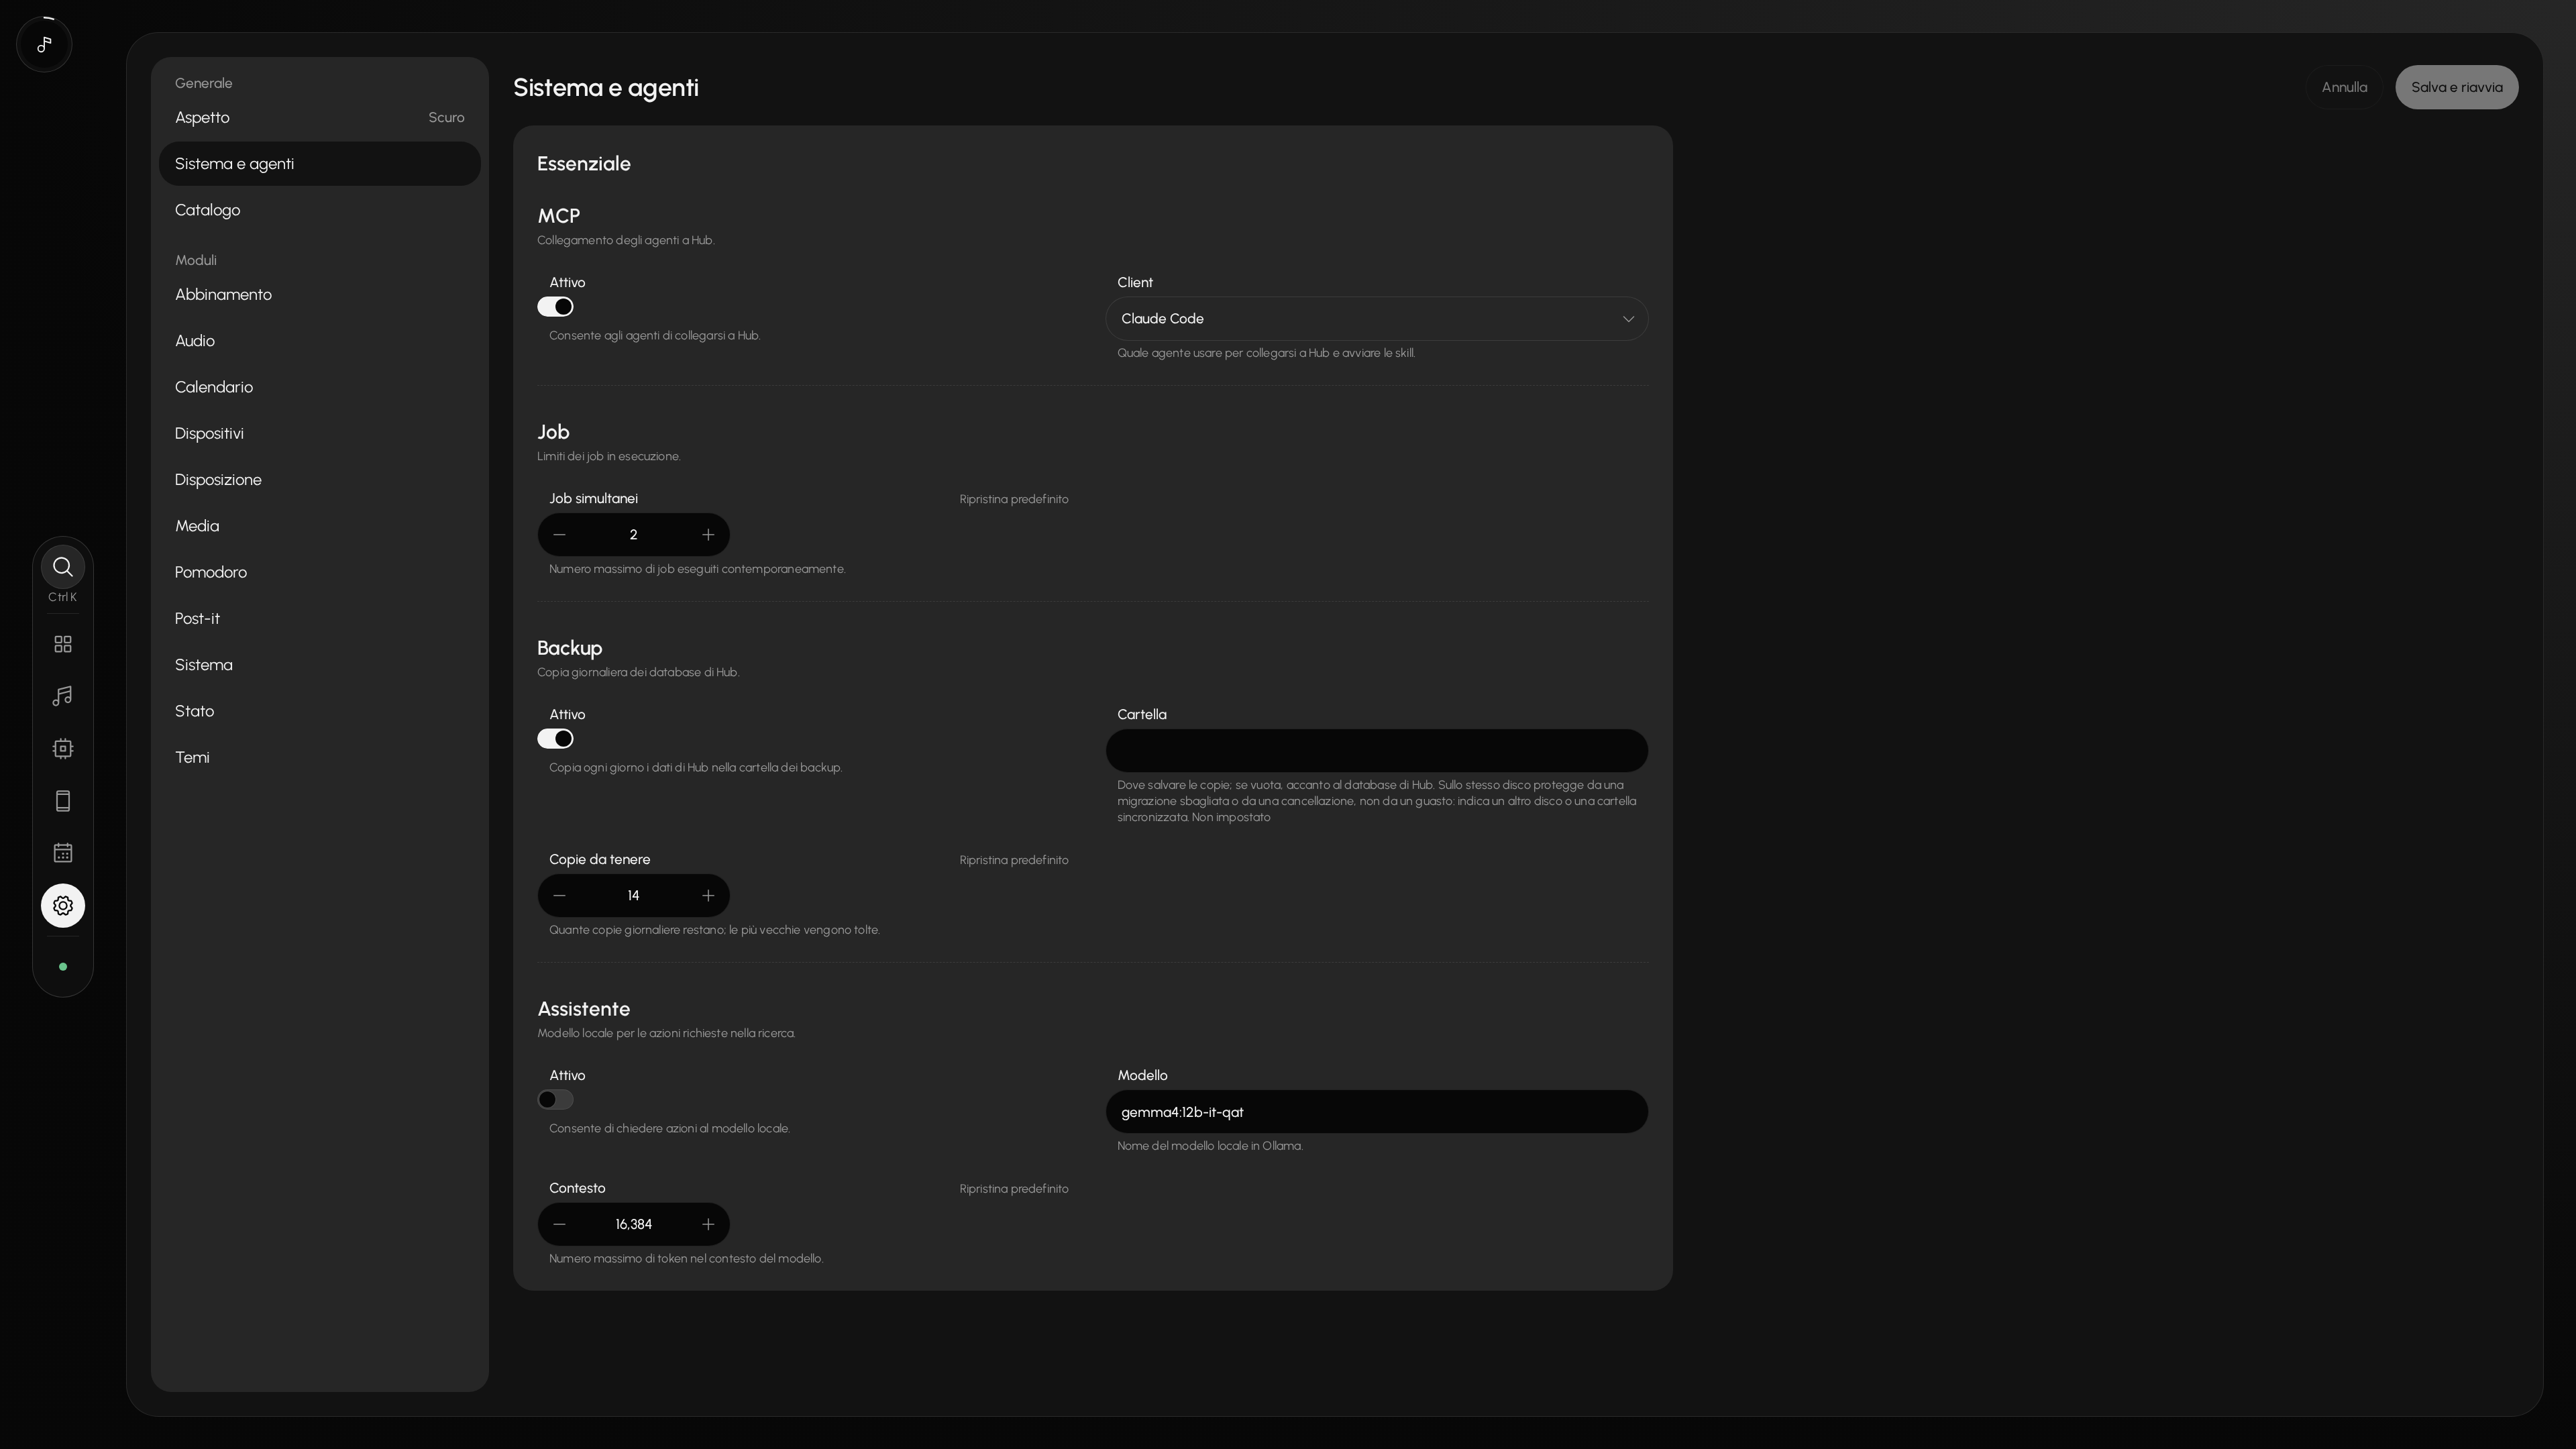 Generale
Aspetto
Scuro
Sistema e agenti
Catalogo
Moduli
Abbinamento
Audio
Calendario
Dispositivi
Disposizione
Media
Pomodoro
Post-it
Sistema
Stato
Temi
Ctrl K
Sistema e agenti
Annulla
Salva e riavvia
Essenziale
MCP
Collegamento degli agenti a Hub.
Attivo
Consente agli agenti di collegarsi a Hub.
Client
Claude Code
Quale agente usare per collegarsi a Hub e avviare le skill.
Job
Limiti dei job in esecuzione.
Job simultanei
Ripristina predefinito
2
Numero massimo di job eseguiti contemporaneamente.
Backup
Copia giornaliera dei database di Hub.
Attivo
Copia ogni giorno i dati di Hub nella cartella dei backup.
Cartella
Dove salvare le copie; se vuota, accanto al database di Hub. Sullo stesso disco protegge da una
migrazione sbagliata o da una cancellazione, non da un guasto: indica un altro disco o una cartella
sincronizzata. Non impostato
Copie da tenere
Ripristina predefinito
14
Quante copie giornaliere restano; le più vecchie vengono tolte.
Assistente
Modello locale per le azioni richieste nella ricerca.
Attivo
Consente di chiedere azioni al modello locale.
Modello
gemma4:12b-it-qat
Nome del modello locale in Ollama.
Contesto
Ripristina predefinito
16,384
Numero massimo di token nel contesto del modello.